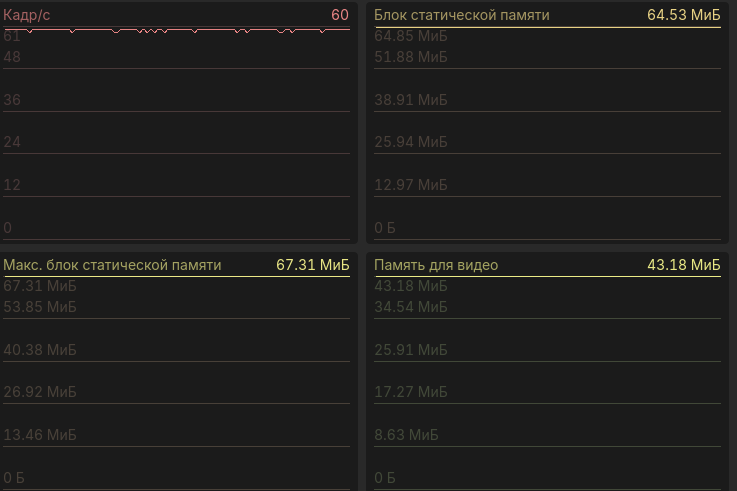 Кадр/с 60
61
48
36
24
12
0
Блок статической памяти 64.53 МиБ
64.85 МиБ
51.88 МиБ
38.91 МиБ
25.94 МиБ
12.97 МиБ
0 Б
Макс. блок статической памяти 67.31 МиБ
67.31 МиБ
53.85 МиБ
40.38 МиБ
26.92 МиБ
13.46 МиБ
0 Б
Память для видео 43.18 МиБ
43.18 МиБ
34.54 МиБ
25.91 МиБ
17.27 МиБ
8.63 МиБ
0 Б